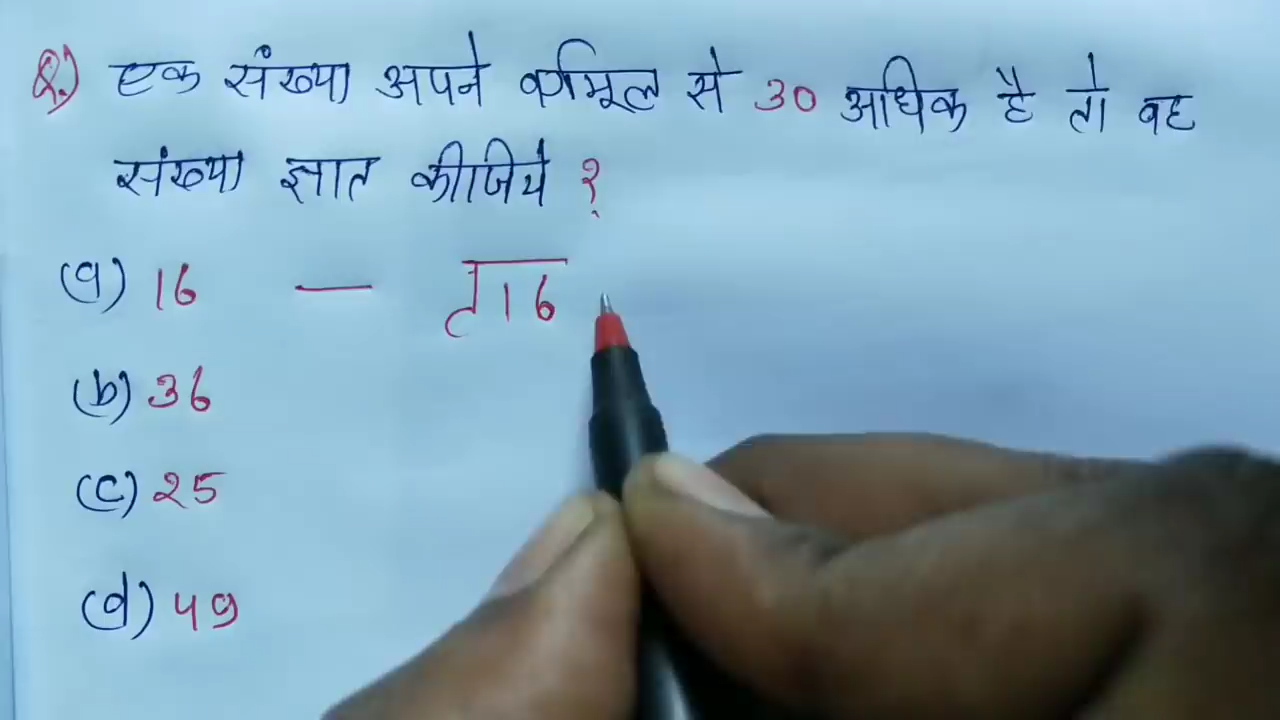 Q.) एक संख्या अपने वर्गमूल से 30 अधिक है तो वह
संख्या ज्ञात कीजिये ?
(a) 16 — √16
(b) 36
(c) 25
(d) 49